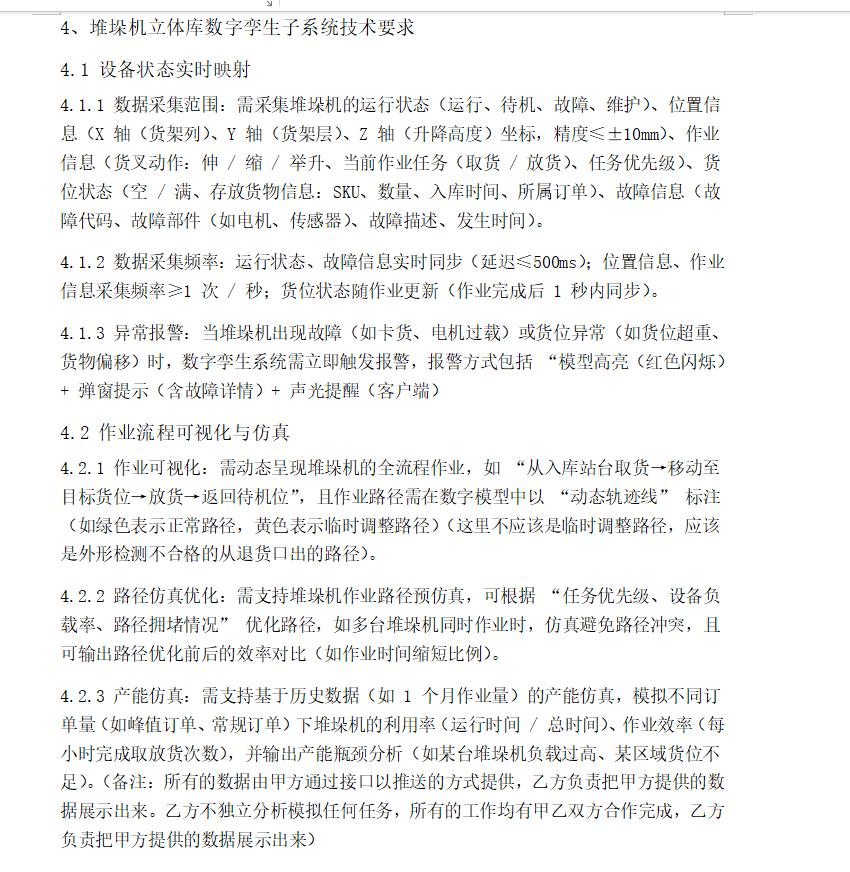 4、堆垛机立体库数字孪生子系统技术要求
4.1 设备状态实时映射
4.1.1 数据采集范围：需采集堆垛机的运行状态（运行、待机、故障、维护）、位置信
息（X 轴（货架列）、Y 轴（货架层）、Z 轴（升降高度）坐标，精度≤±10mm）、作业
信息（货叉动作：伸 / 缩 / 举升、当前作业任务（取货 / 放货）、任务优先级）、货
位状态（空 / 满、存放货物信息：SKU、数量、入库时间、所属订单）、故障信息（故
障代码、故障部件（如电机、传感器）、故障描述、发生时间）。
4.1.2 数据采集频率：运行状态、故障信息实时同步（延迟≤500ms）；位置信息、作业
信息采集频率≥1 次 / 秒；货位状态随作业更新（作业完成后 1 秒内同步）。
4.1.3 异常报警：当堆垛机出现故障（如卡货、电机过载）或货位异常（如货位超重、
货物偏移）时，数字孪生系统需立即触发报警，报警方式包括 “模型高亮（红色闪烁）
+ 弹窗提示（含故障详情）+ 声光提醒（客户端）
4.2 作业流程可视化与仿真
4.2.1 作业可视化：需动态呈现堆垛机的全流程作业，如 “从入库站台取货→移动至
目标货位→放货→返回待机位”，且作业路径需在数字模型中以 “动态轨迹线” 标注
（如绿色表示正常路径，黄色表示临时调整路径）（这里不应该是临时调整路径，应该
是外形检测不合格的从退货口出的路径）。
4.2.2 路径仿真优化：需支持堆垛机作业路径预仿真，可根据 “任务优先级、设备负
载率、路径拥堵情况” 优化路径，如多台堆垛机同时作业时，仿真避免路径冲突，且
可输出路径优化前后的效率对比（如作业时间缩短比例）。
4.2.3 产能仿真：需支持基于历史数据（如 1 个月作业量）的产能仿真，模拟不同订
单量（如峰值订单、常规订单）下堆垛机的利用率（运行时间 / 总时间）、作业效率（每
小时完成取放货次数），并输出产能瓶颈分析（如某台堆垛机负载过高、某区域货位不
足）。（备注：所有的数据由甲方通过接口以推送的方式提供，乙方负责把甲方提供的数
据展示出来。乙方不独立分析模拟任何任务，所有的工作均有甲乙双方合作完成，乙方
负责把甲方提供的数据展示出来）